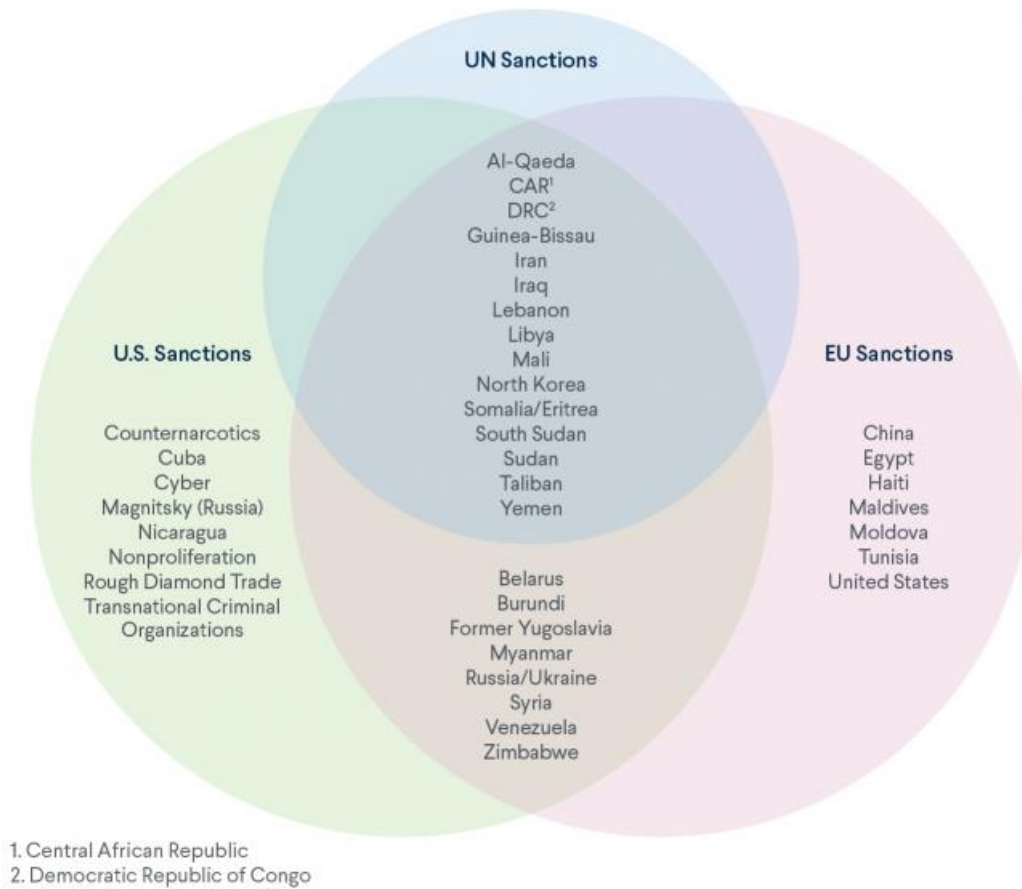 UN Sanctions
Al-Qaeda
CAR¹
DRC²
Guinea-Bissau
Iran
Iraq
Lebanon
Libya
Mali
North Korea
Somalia/Eritrea
South Sudan
Sudan
Taliban
Yemen
U.S. Sanctions
Counternarcotics
Cuba
Cyber
Magnitsky (Russia)
Nicaragua
Nonproliferation
Rough Diamond Trade
Transnational Criminal
Organizations
EU Sanctions
China
Egypt
Haiti
Maldives
Moldova
Tunisia
United States
Belarus
Burundi
Former Yugoslavia
Myanmar
Russia/Ukraine
Syria
Venezuela
Zimbabwe
1. Central African Republic
2. Democratic Republic of Congo